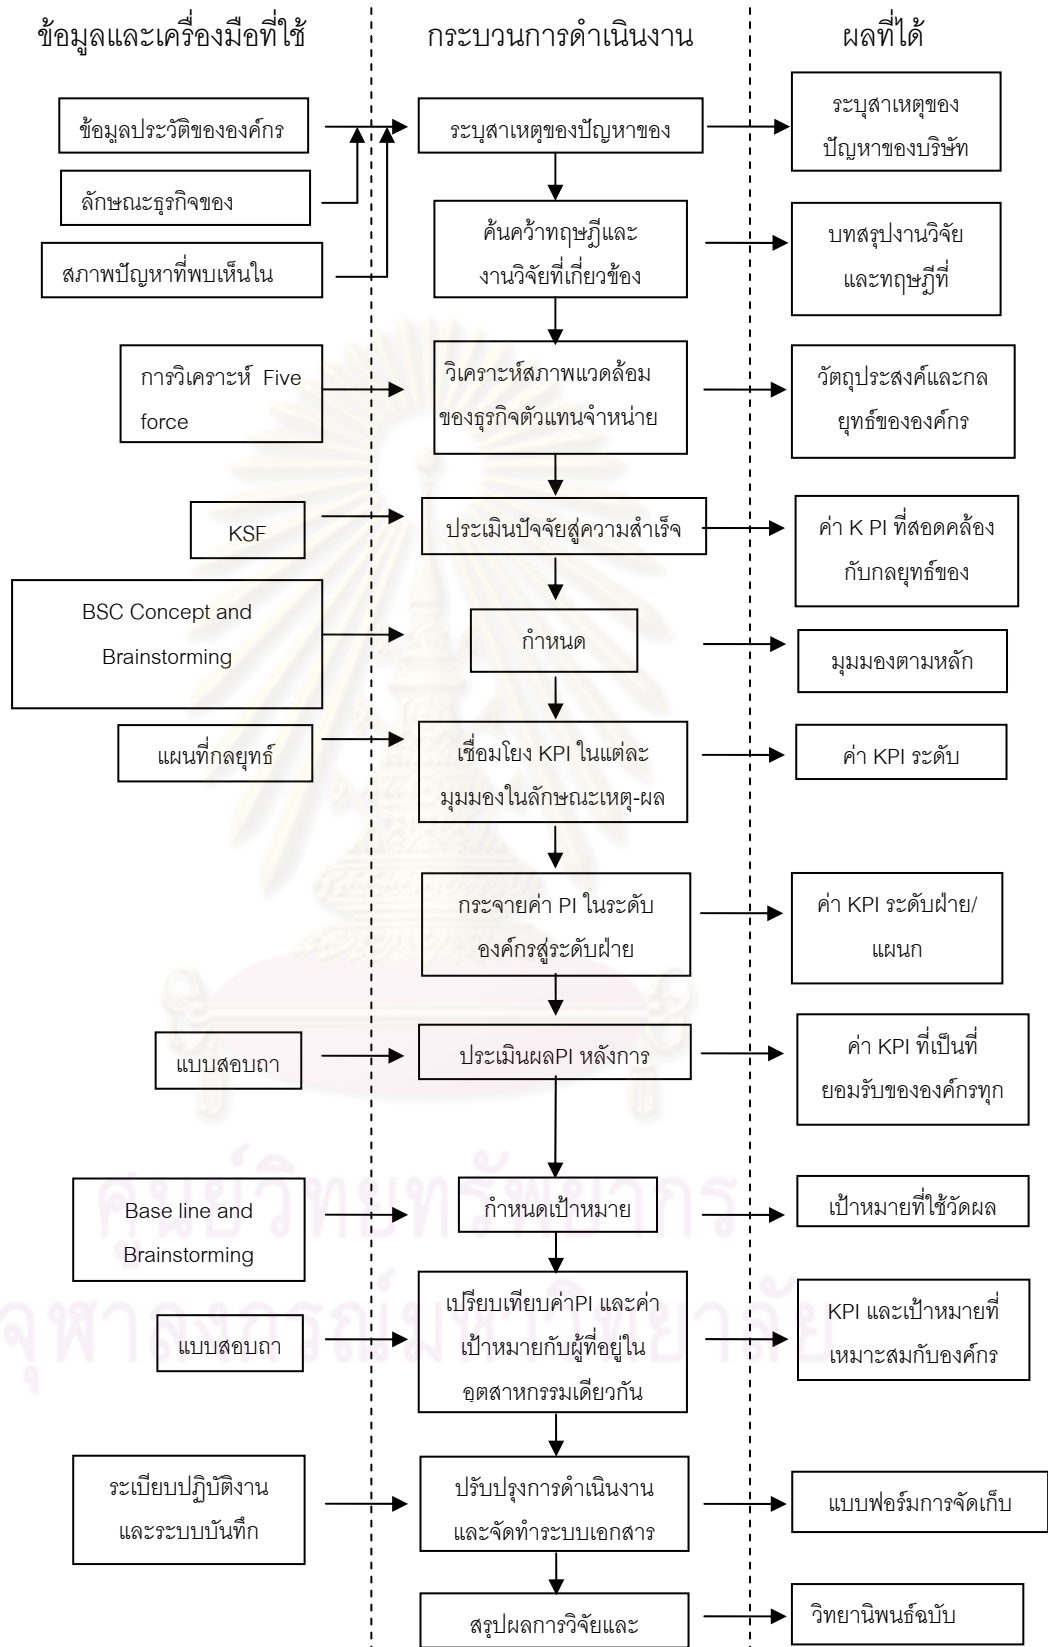 ข้อมูลและเครื่องมือที่ใช้
กระบวนการดำเนินงาน
ผลที่ได้
ข้อมูลประวัติขององค์กร
ระบุสาเหตุของปัญหาของ
ระบุสาเหตุของ
ปัญหาของบริษัท
ลักษณะธุรกิจของ
สภาพปัญหาที่พบเห็นใน
ค้นคว้าทฤษฎีและ
งานวิจัยที่เกี่ยวข้อง
บทสรุปงานวิจัย
และทฤษฎีที่
การวิเคราะห์ Five
force
วิเคราะห์สภาพแวดล้อม
ของธุรกิจตัวแทนจำหน่าย
วัตถุประสงค์และกล
ยุทธ์ขององค์กร
KSF
ประเมินปัจจัยสู่ความสำเร็จ
ค่า K PI ที่สอดคล้อง
กับกลยุทธ์ของ
BSC Concept and
Brainstorming
กำหนด
มุมมองตามหลัก
แผนที่กลยุทธ์
เชื่อมโยง KPI ในแต่ละ
มุมมองในลักษณะเหตุ-ผล
ค่า KPI ระดับ
กระจายค่า PI ในระดับ
องค์กรสู่ระดับฝ่าย
ค่า KPI ระดับฝ่าย/
แผนก
แบบสอบถา
ประเมินผลPI หลังการ
ค่า KPI ที่เป็นที่
ยอมรับขององค์กรทุก
Base line and
Brainstorming
กำหนดเป้าหมาย
เป้าหมายที่ใช้วัดผล
แบบสอบถา
เปรียบเทียบค่าPI และค่า
เป้าหมายกับผู้ที่อยู่ใน
อุตสาหกรรมเดียวกัน
KPI และเป้าหมายที่
เหมาะสมกับองค์กร
ระเบียบปฏิบัติงาน
และระบบบันทึก
ปรับปรุงการดำเนินงาน
และจัดทำระบบเอกสาร
แบบฟอร์มการจัดเก็บ
สรุปผลการวิจัยและ
วิทยานิพนธ์ฉบับ
ศูนย์วิทยทรัพยากร
จุฬาลงกรณ์มหาวิทยาลัย